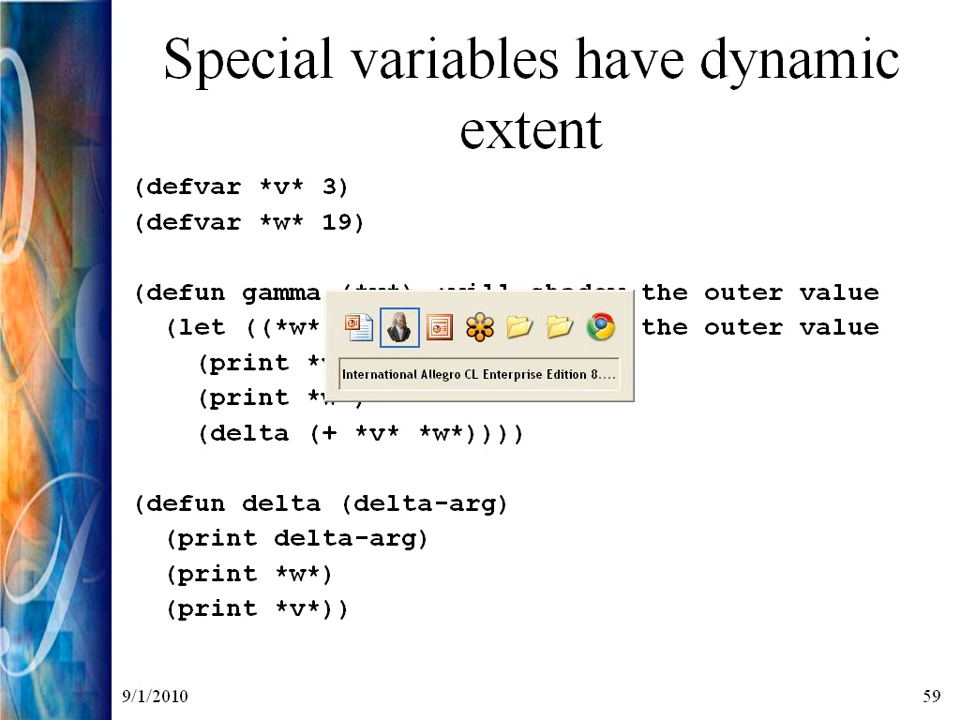 Special variables have dynamic
extent
(defvar *v* 3)
(defvar *w* 19)
(defun gamma (*v*) ;will shadow the outer value
(let ((*w* the outer value
(print *v
(print *w*)
(delta (+ *v* *w*))))
International Allegro CL Enterprise Edition 8....
(defun delta (delta-arg)
(print delta-arg)
(print *w*)
(print *v*))
9/1/2010
59